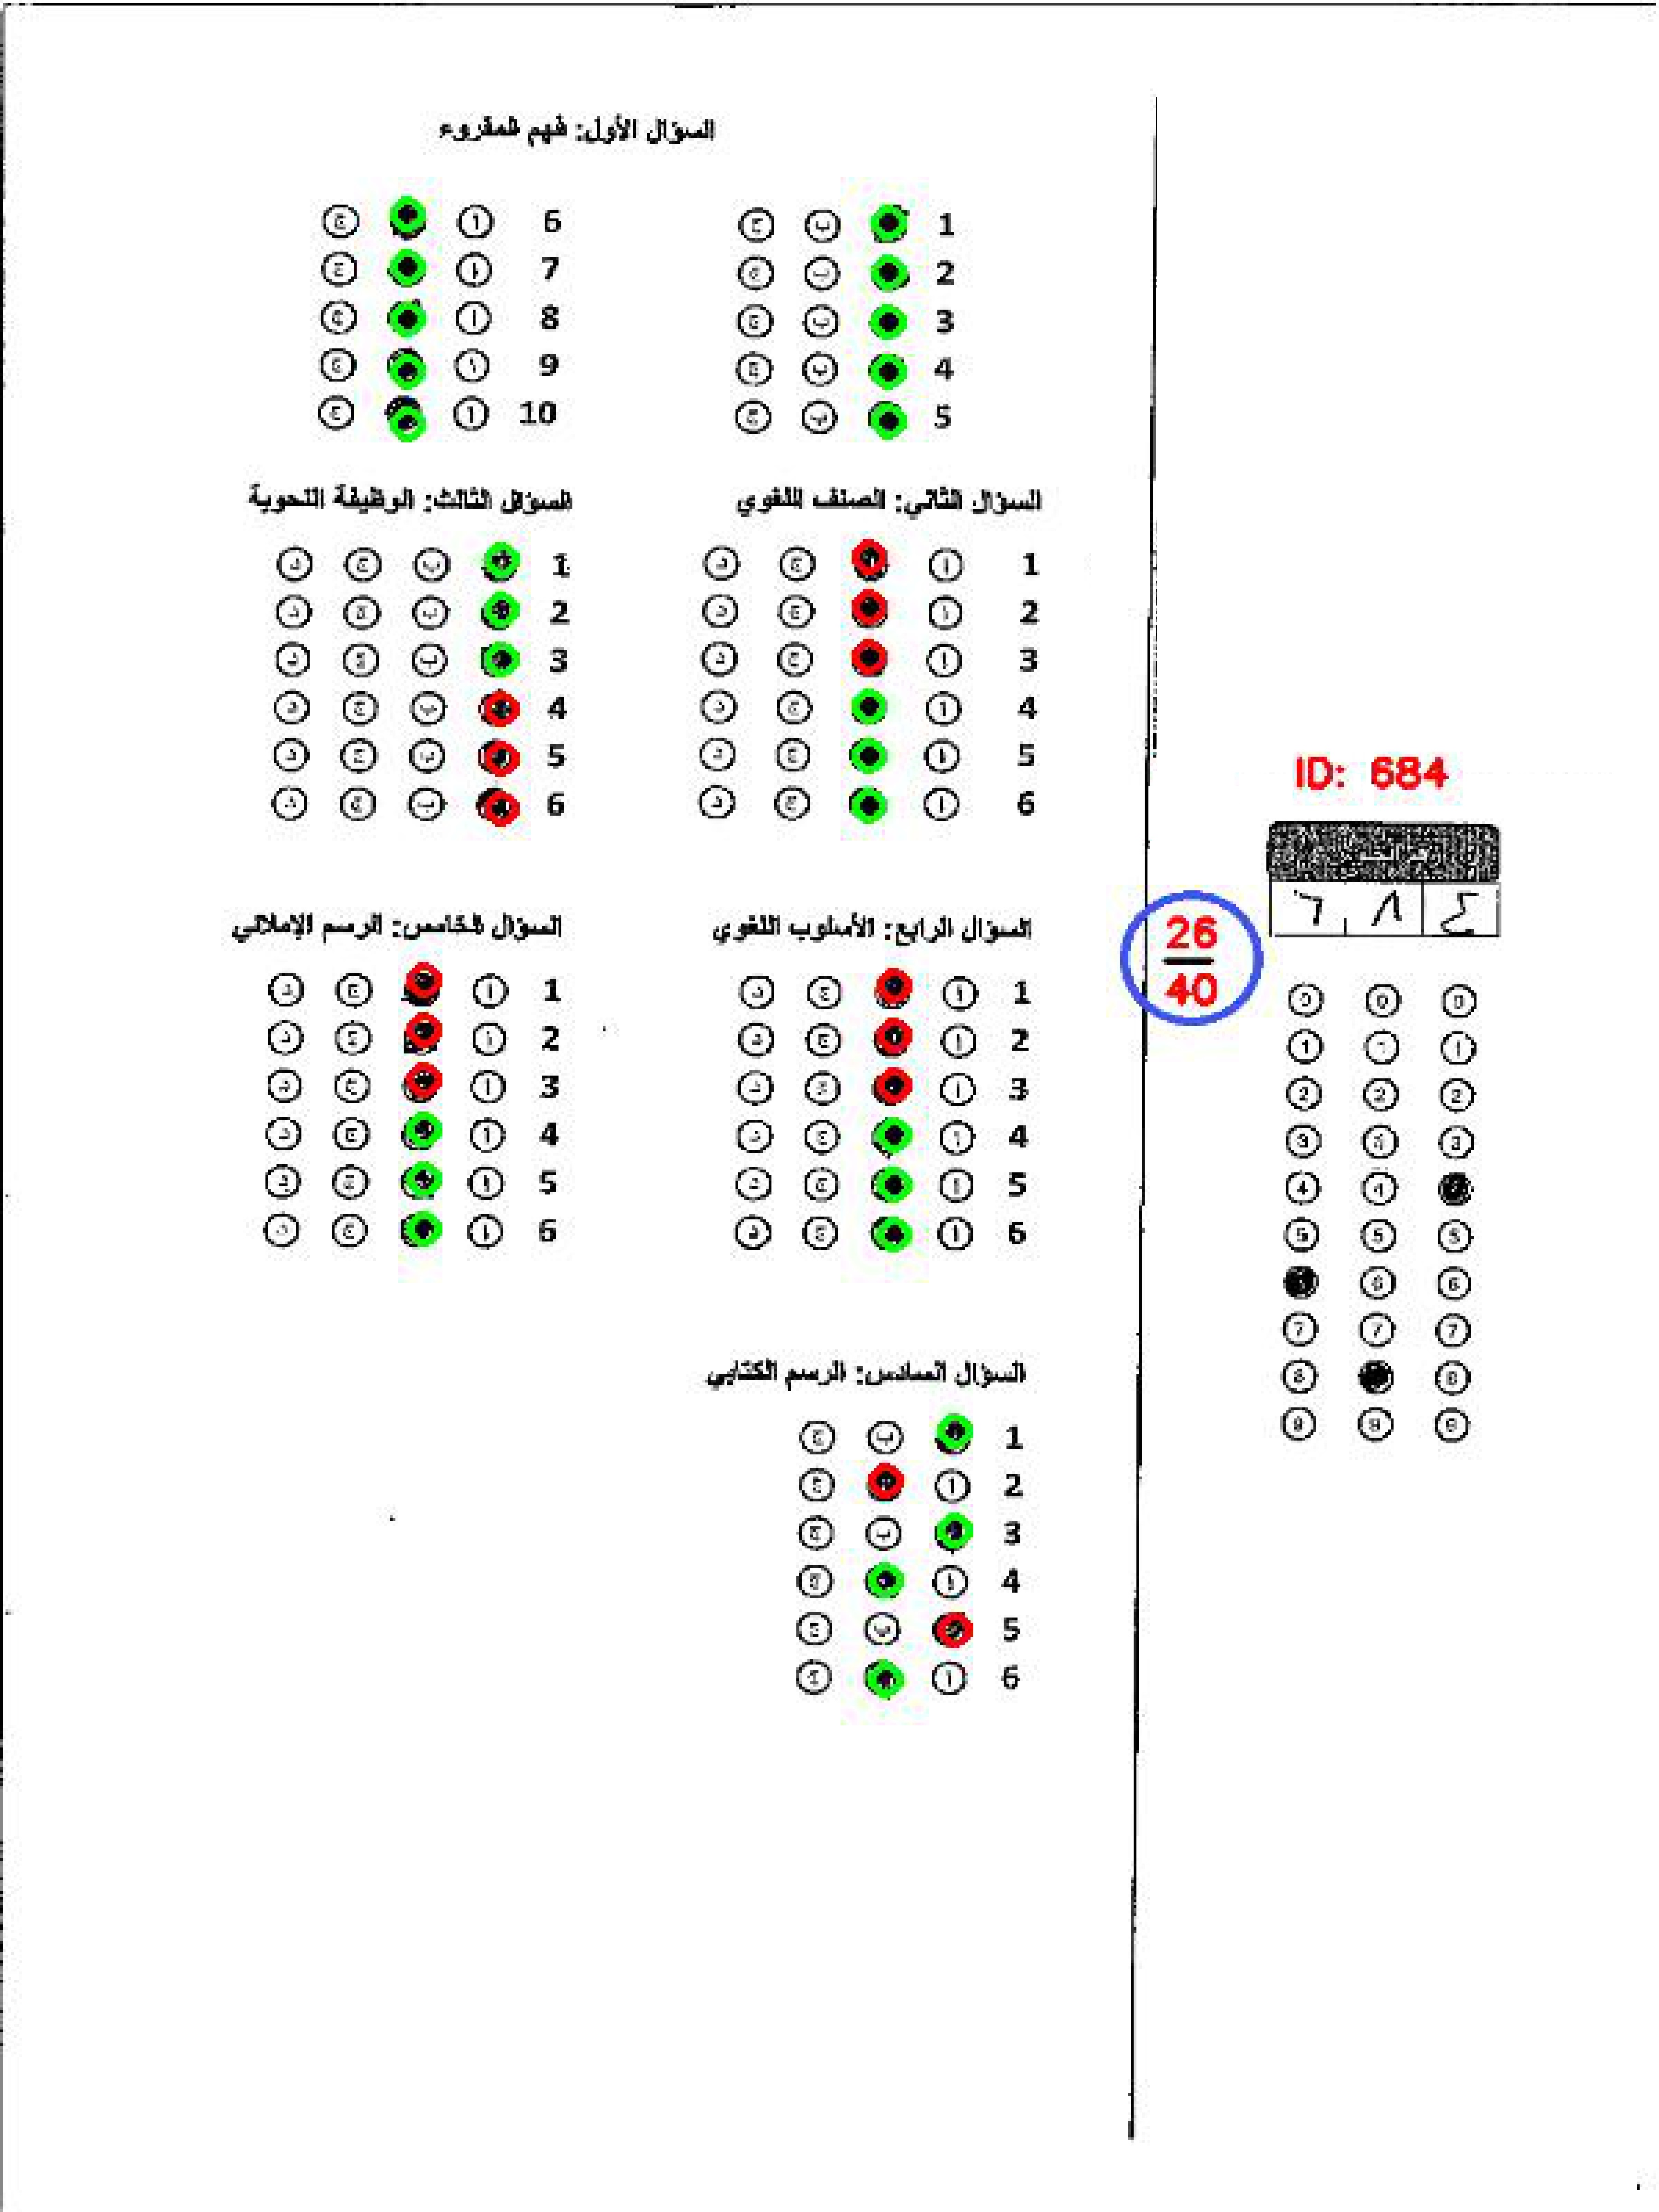 السؤال الأول: فهم المقروء
1 ا ب ج 6 ا ب ج
2 ا ب ج 7 ا ب ج
3 ا ب ج 8 ا ب ج
4 ا ب ج 9 ا ب ج
5 ا ب ج 10 ا ب ج
السؤال الثاني: الصنف اللغوي السؤال الثالث: الوظيفة النحوية
1 ا ج د 1 ب ج د
2 ا ج د 2 ب ج د
3 ا ج د 3 ب ج د
4 ا ج د 4 ب ج د
5 ا ج د 5 ب ج د
6 ا ج د 6 ب ج د
السؤال الرابع: الأسلوب اللغوي السؤال الخامس: الرسم الإملائي
1 ا ج د 1 ا ج د
2 ا ج د 2 ا ج د
3 ا ج د 3 ا ج د
4 ا ج د 4 ا ج د
5 ا ج د 5 ا ج د
6 ا ج د 6 ا ج د
السؤال السادس: الرسم الكتابي
1 ب ج
2 ا ج
3 ب ج
4 ا ج
5 ب ج
6 ا ج
ID: 684
٦ ٨ ٤
26
40
0 0 0
1 1 1
2 2 2
3 3 3
4 4
5 5 5
6 6
7 7 7
8 8
9 9 9